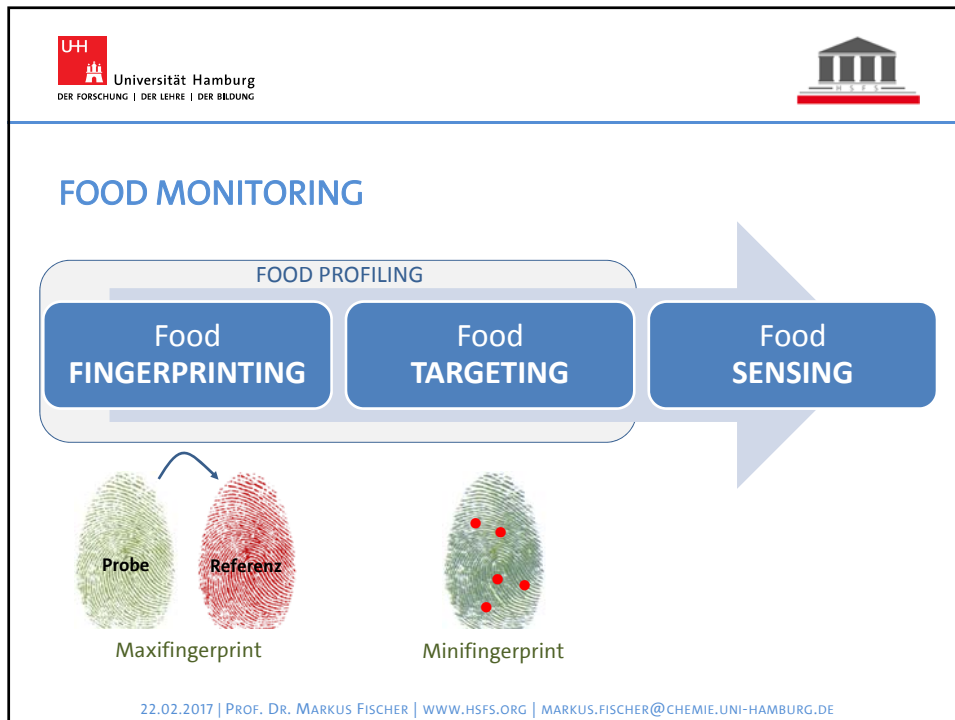 UH
Universität Hamburg
DER FORSCHUNG | DER LEHRE | DER BILDUNG
HSFS
FOOD MONITORING
FOOD PROFILING
Food
FINGERPRINTING
Food
TARGETING
Food
SENSING
Probe
Referenz
Maxifingerprint
Minifingerprint
22.02.2017 | PROF. DR. MARKUS FISCHER | WWW.HSFS.ORG | MARKUS.FISCHER@CHEMIE.UNI-HAMBURG.DE